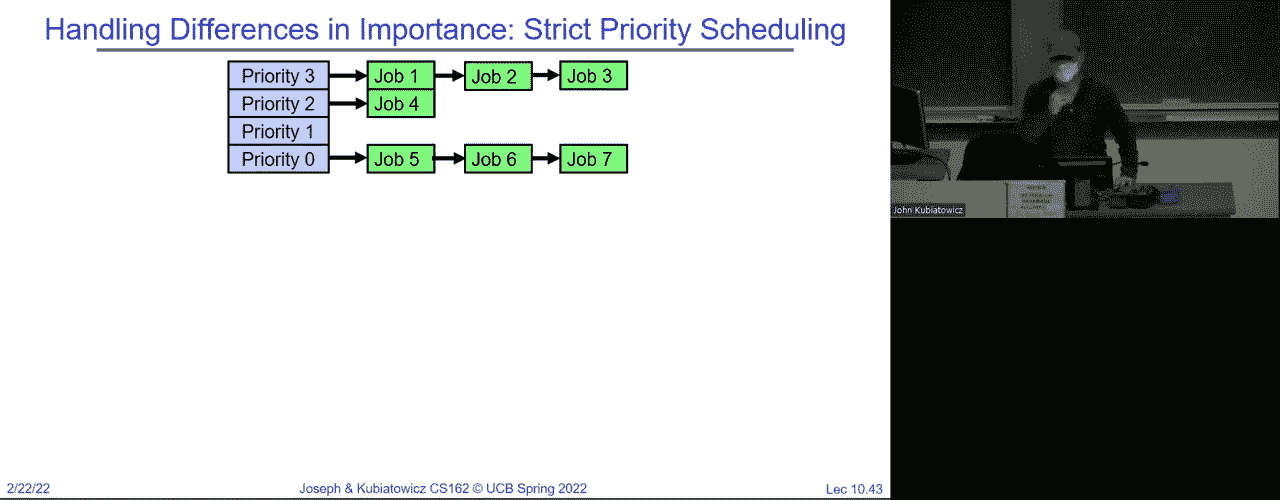 Handling Differences in Importance: Strict Priority Scheduling
Priority 3 Job 1 Job 2 Job 3
Priority 2 Job 4
Priority 1
Priority 0 Job 5 Job 6 Job 7
2/22/22 Joseph & Kubiatowicz CS162 © UCB Spring 2022 Lec 10.43
John Kubiatowicz